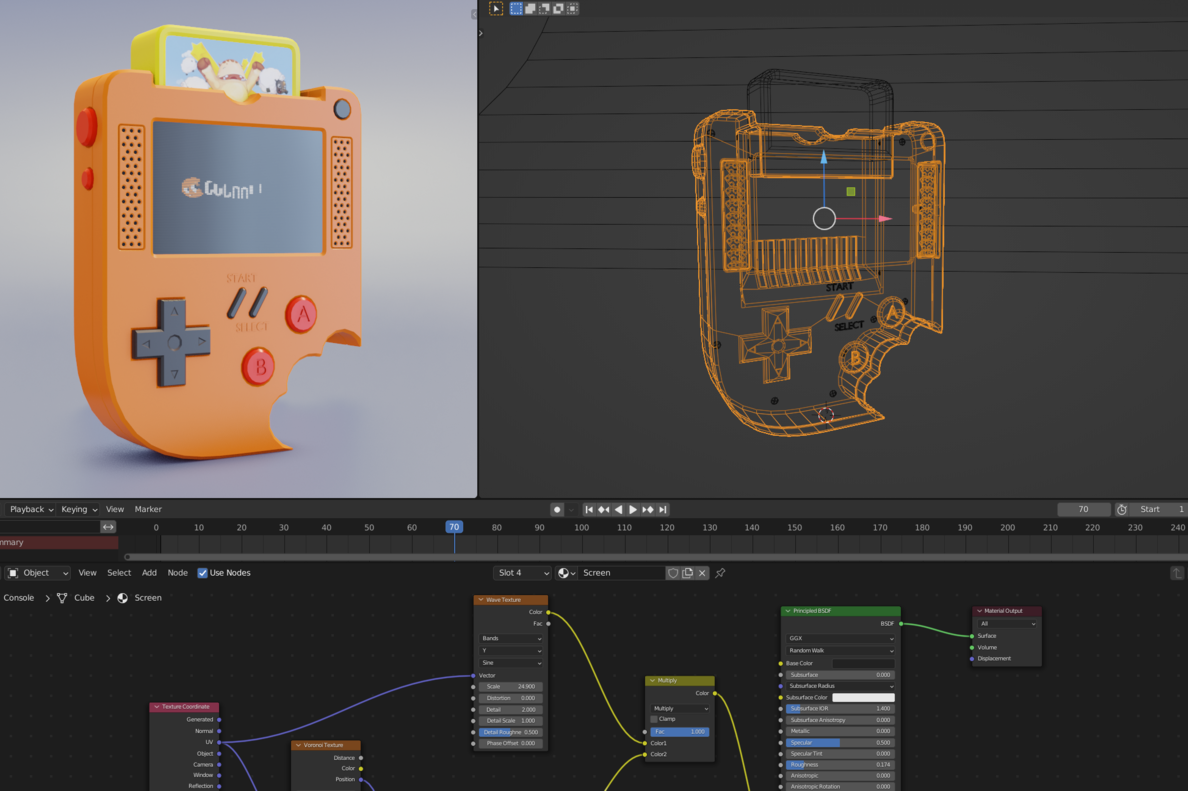 START
SELECT
A
B
START
SELECT
A
B
Playback
Keying
View
Marker
70
Start
1
0
10
20
30
40
50
60
70
80
90
100
110
120
130
140
150
160
170
180
190
200
210
220
230
240
mmary
Object
View
Select
Add
Node
Use Nodes
Slot 4
Screen
Console
Cube
Screen
Wave Texture
Color
Fac
Bands
Y
Sine
Vector
Scale 24.900
Distortion 0.000
Detail 2.000
Detail Scale 1.000
Detail Roughne 0.500
Phase Offset 0.000
Texture Coordinate
Generated
Normal
UV
Object
Camera
Window
Reflection
Voronoi Texture
Distance
Color
Position
Multiply
Color
Multiply
Clamp
Fac 1.000
Color1
Color2
Principled BSDF
BSDF
GGX
Random Walk
Base Color
Subsurface 0.000
Subsurface Radius
Subsurface Color
Subsurface IOR 1.400
Subsurface Anisotropy 0.000
Metallic 0.000
Specular 0.500
Specular Tint 0.000
Roughness 0.174
Anisotropic 0.000
Anisotropic Rotation 0.000
Material Output
All
Surface
Volume
Displacement